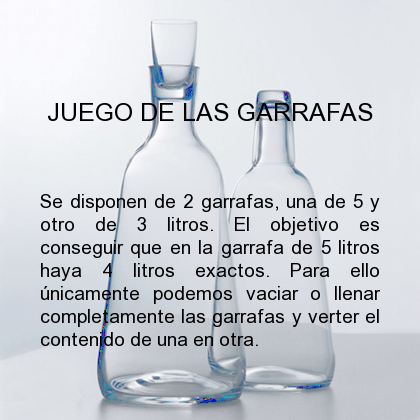 JUEGO DE LAS GARRAFAS
Se disponen de 2 garrafas, una de 5 y
otro de 3 litros. El objetivo es
conseguir que en la garrafa de 5 litros
haya 4 litros exactos. Para ello
únicamente podemos vaciar o llenar
completamente las garrafas y verter el
contenido de una en otra.